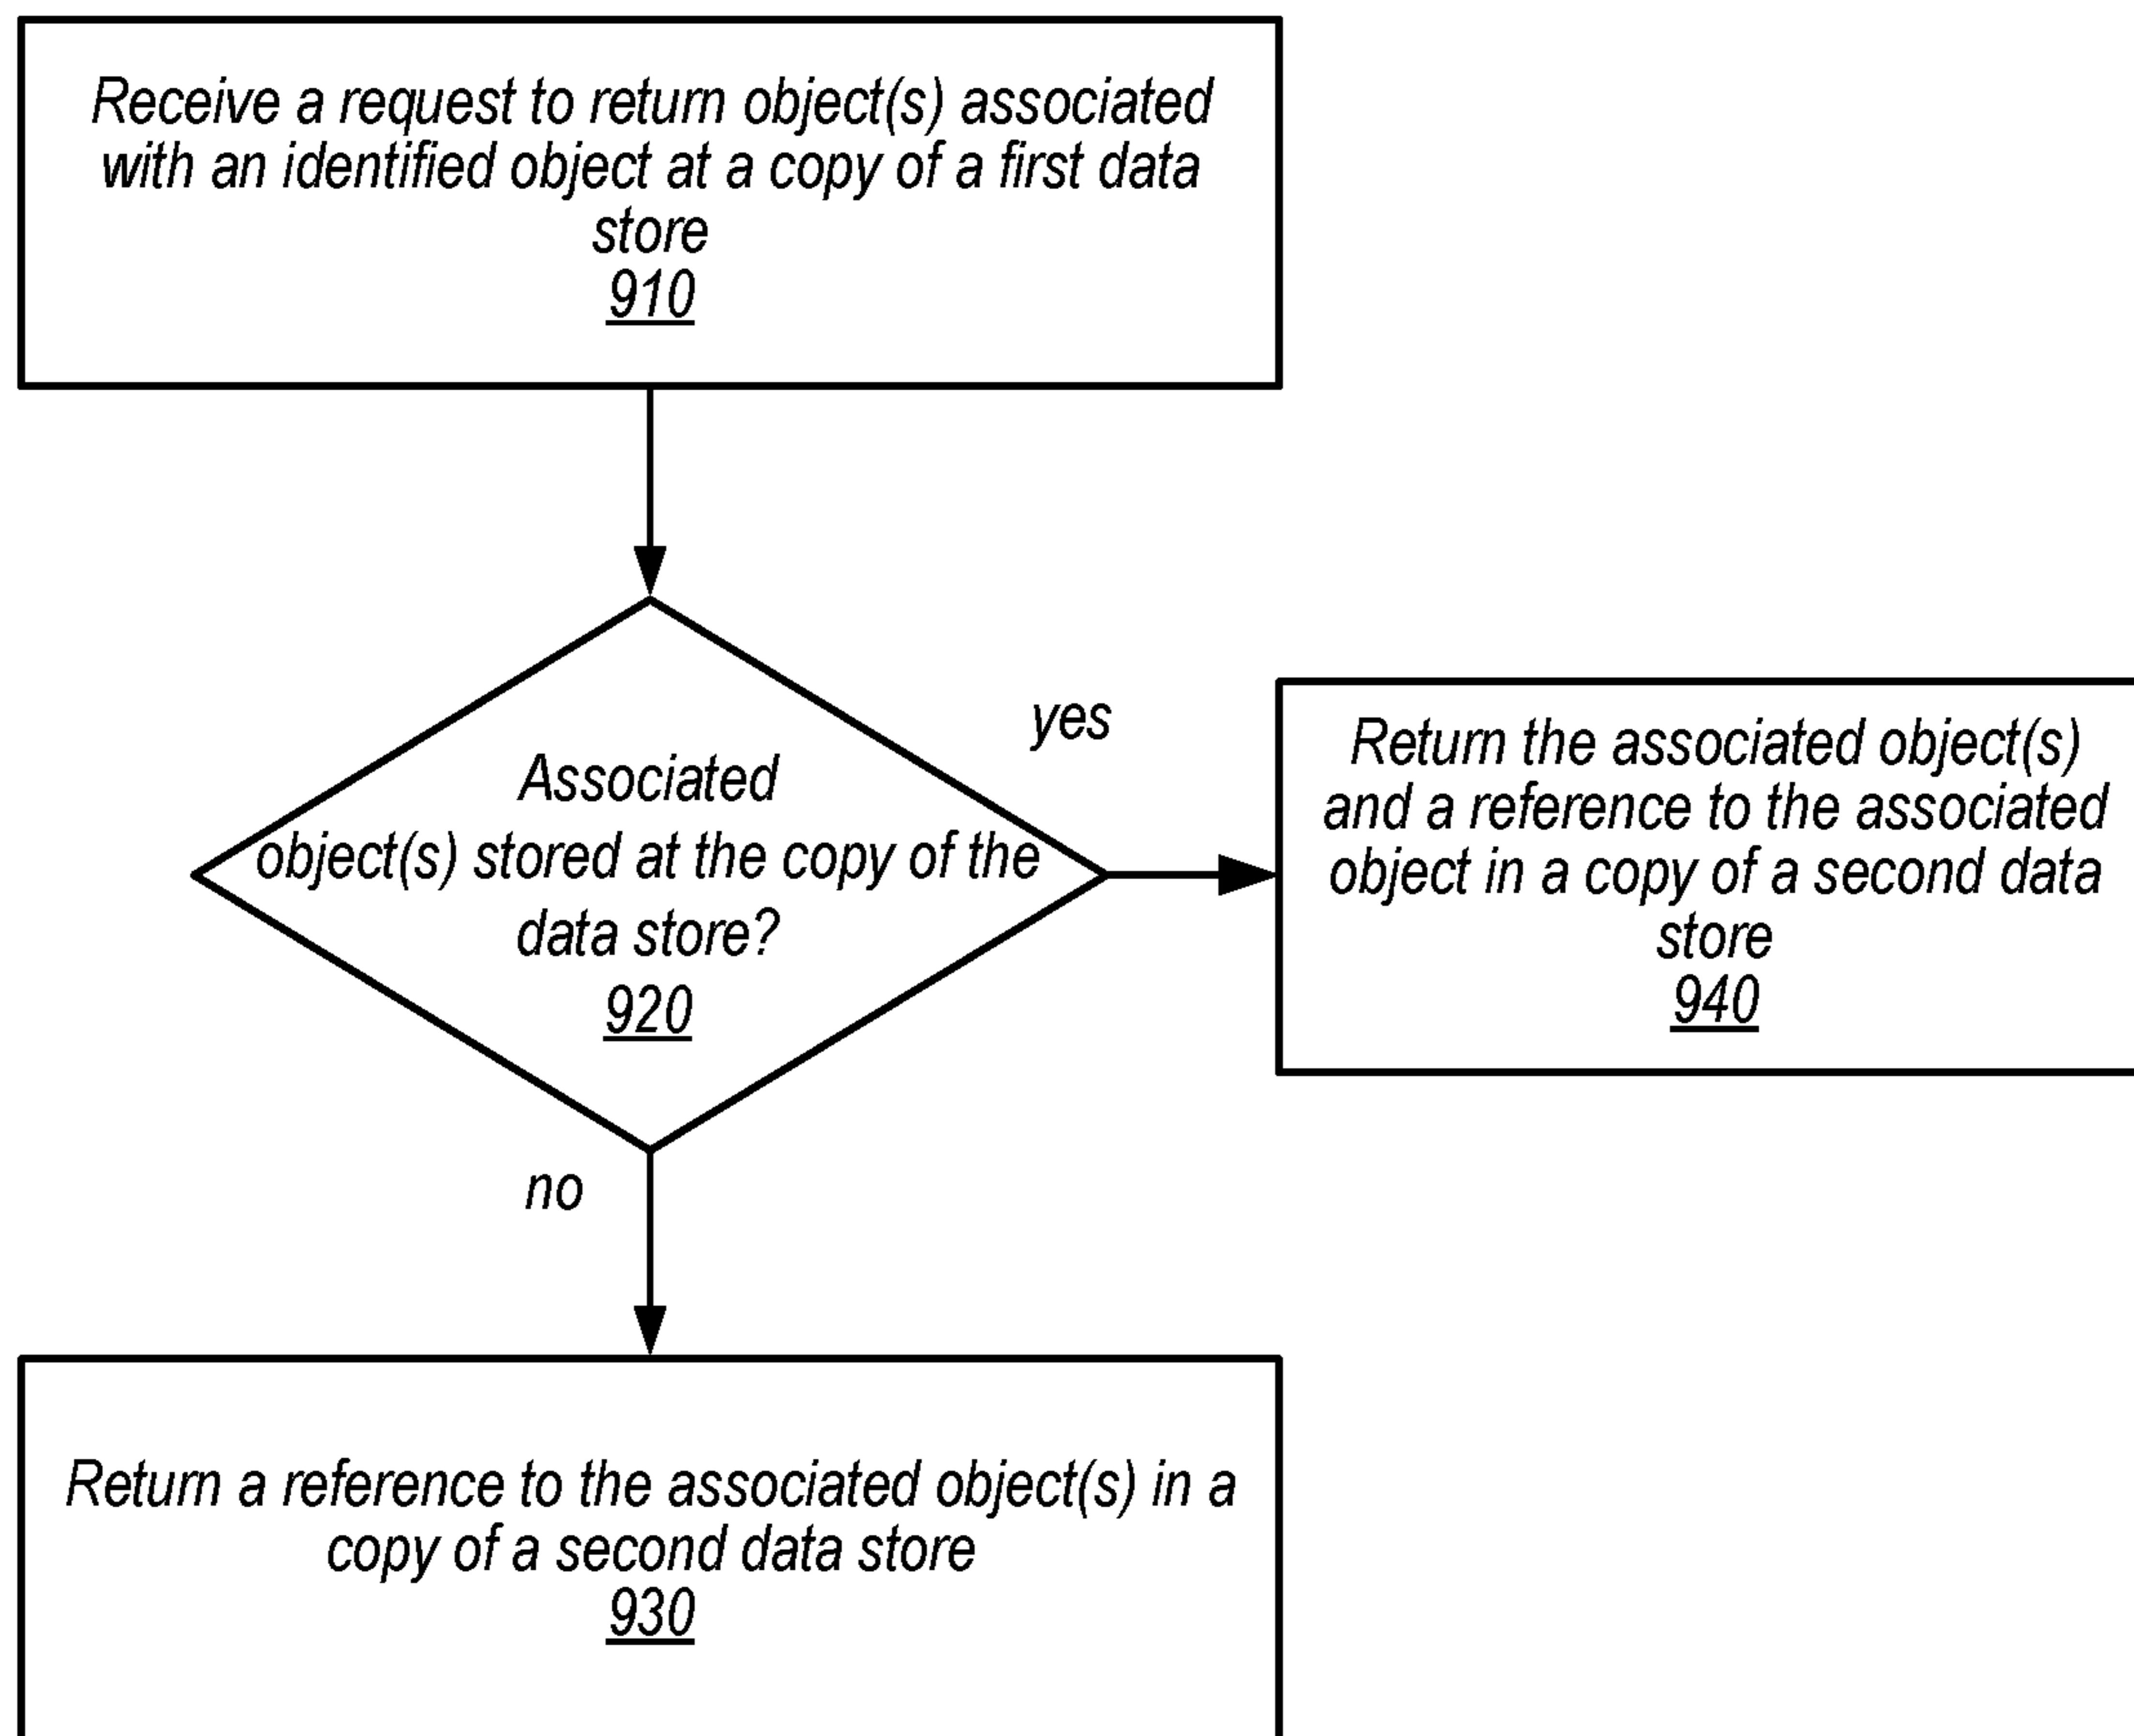 Receive a request to return object(s) associated
with an identified object at a copy of a first data
store
910
yes
Associated
object(s) stored at the copy of the
data store?
920
Return the associated object(s)
and a reference to the associated
object in a copy of a second data
store
940
no
Return a reference to the associated object(s) in a
copy of a second data store
930